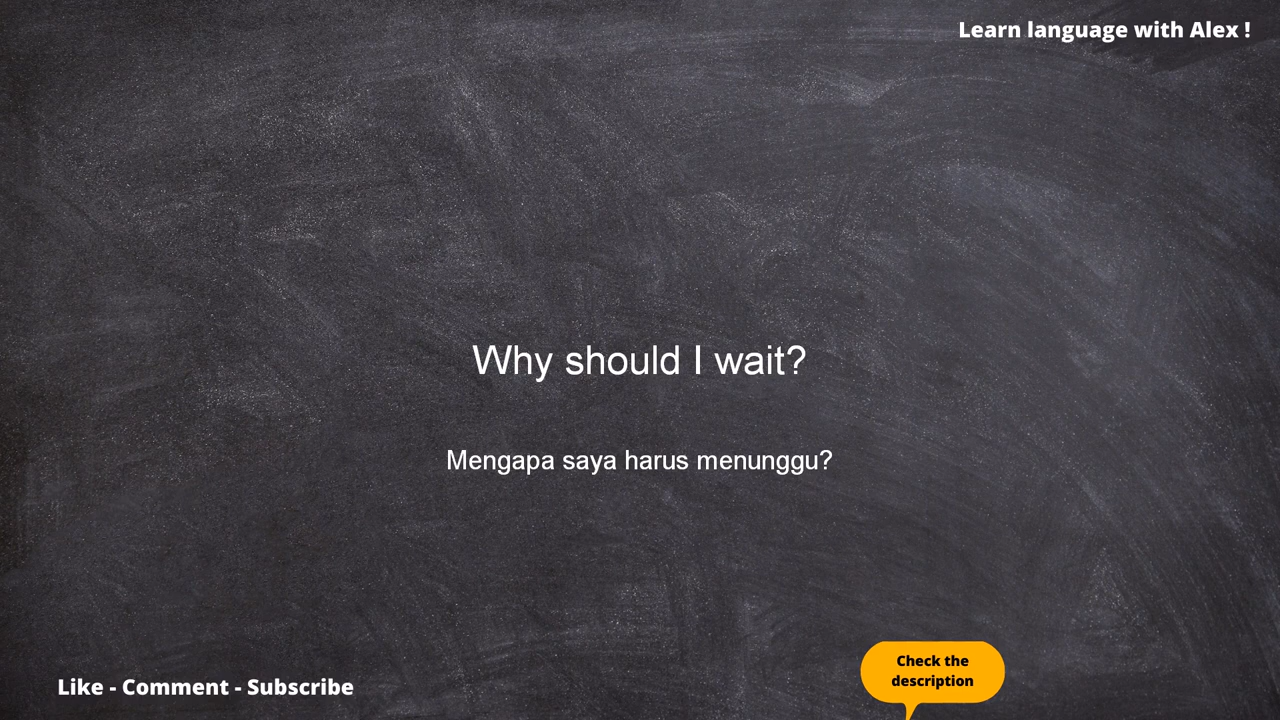 Learn language with Alex !
Why should I wait?
Mengapa saya harus menunggu?
Check the
description
Like - Comment - Subscribe